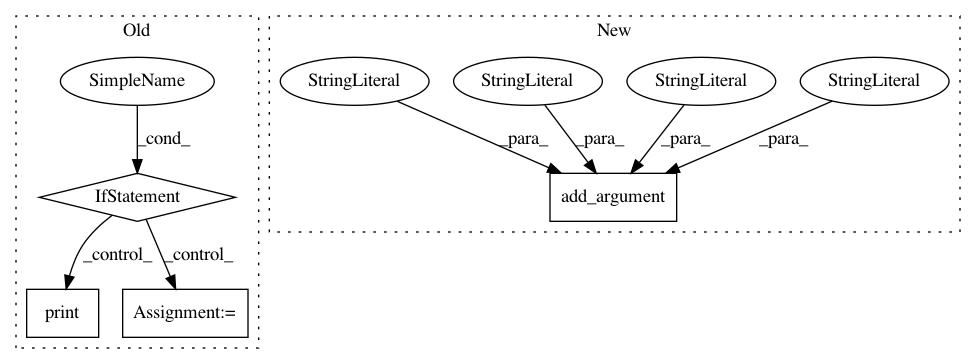 Old
New
SimpleName
StringLiteral
StringLiteral
StringLiteral
StringLiteral
_cond_
_para_
_para_
_para_
_para_
IfStatement
add_argument
_control_
_control_
print
Assignment:=